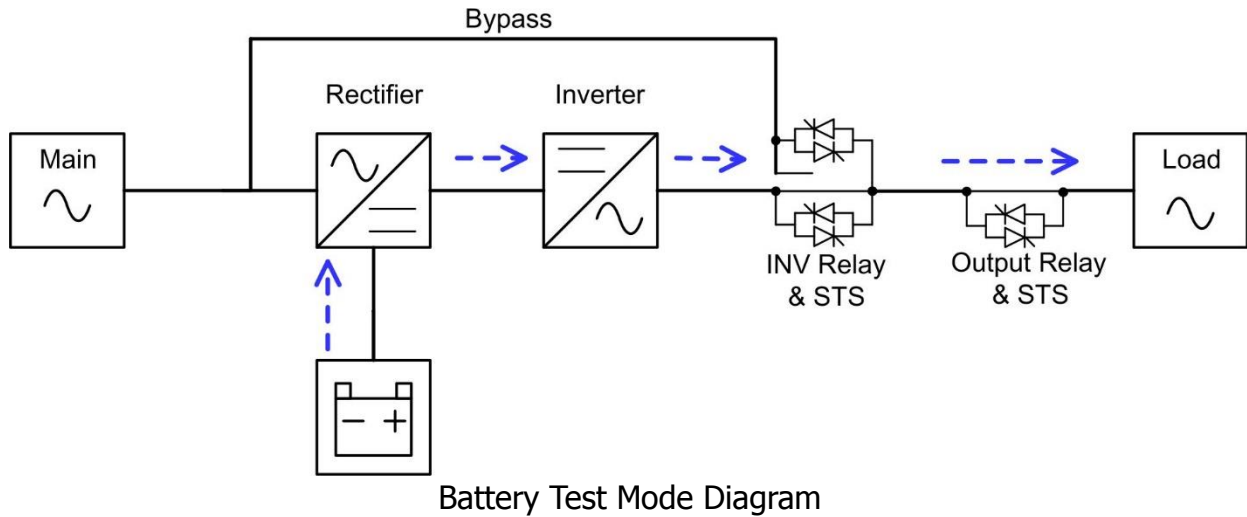 Bypass
Rectifier
Inverter
Main
Load
INV Relay
& STS
Output Relay
& STS
Battery Test Mode Diagram